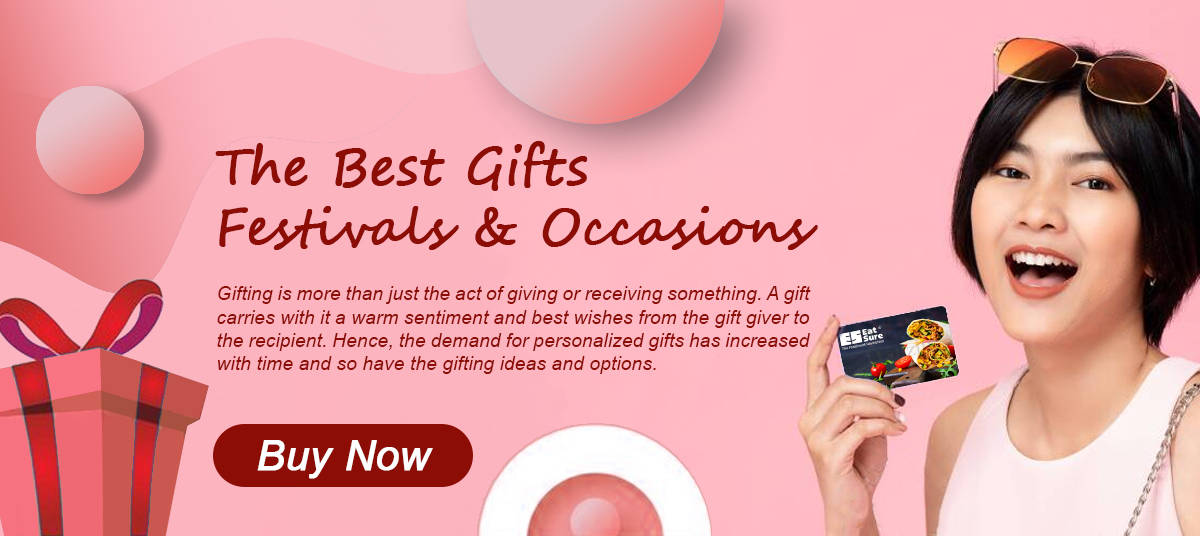 The Best Gifts
Festivals & Occasions
Gifting is more than just the act of giving or receiving something. A gift
carries with it a warm sentiment and best wishes from the gift giver to
the recipient. Hence, the demand for personalized gifts has increased
with time and so have the gifting ideas and options.
ES Eat
Sure
Buy Now